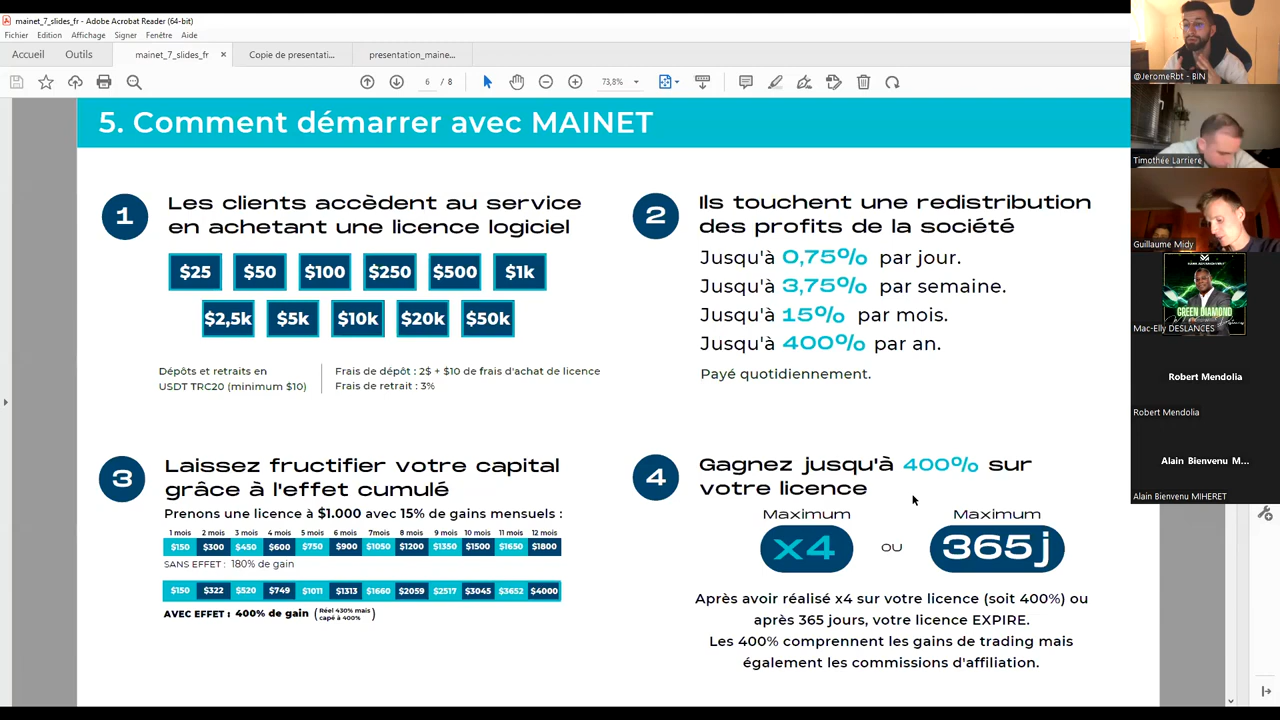 mainet_7_slides_fr - Adobe Acrobat Reader (64-bit)
Fichier Edition Affichage Signer Fenêtre Aide
Accueil Outils mainet_7_slides_fr × Copie de presentati... presentation_maine...
6 / 8 73,8%
5. Comment démarrer avec MAINET
1
Les clients accèdent au service
en achetant une licence logiciel
$25 $50 $100 $250 $500 $1k
$2,5k $5k $10k $20k $50k
Dépôts et retraits en
USDT TRC20 (minimum $10)
Frais de dépôt : 2$ + $10 de frais d'achat de licence
Frais de retrait : 3%
2
Ils touchent une redistribution
des profits de la société
Jusqu'à 0,75% par jour.
Jusqu'à 3,75% par semaine.
Jusqu'à 15% par mois.
Jusqu'à 400% par an.
Payé quotidiennement.
3
Laissez fructifier votre capital
grâce à l'effet cumulé
Prenons une licence à $1.000 avec 15% de gains mensuels :
1 mois 2 mois 3 mois 4 mois 5 mois 6 mois 7 mois 8 mois 9 mois 10 mois 11 mois 12 mois
$150 $300 $450 $600 $750 $900 $1050 $1200 $1350 $1500 $1650 $1800
SANS EFFET : 180% de gain
$150 $322 $520 $749 $1011 $1313 $1660 $2059 $2517 $3045 $3652 $4000
AVEC EFFET : 400% de gain (Réel 430% mais
capé à 400%)
4
Gagnez jusqu'à 400% sur
votre licence
Maximum Maximum
x4 OU 365j
Après avoir réalisé x4 sur votre licence (soit 400%) ou
après 365 jours, votre licence EXPIRE.
Les 400% comprennent les gains de trading mais
également les commissions d'affiliation.
@JeromeRbt - BIN
Timothée Larriere
Guillaume Midy
GREEN DIAMOND
Mac-Elly DESLANCES
Robert Mendolia
Robert Mendolia
Alain Bienvenu M...
Alain Bienvenu MIHERET